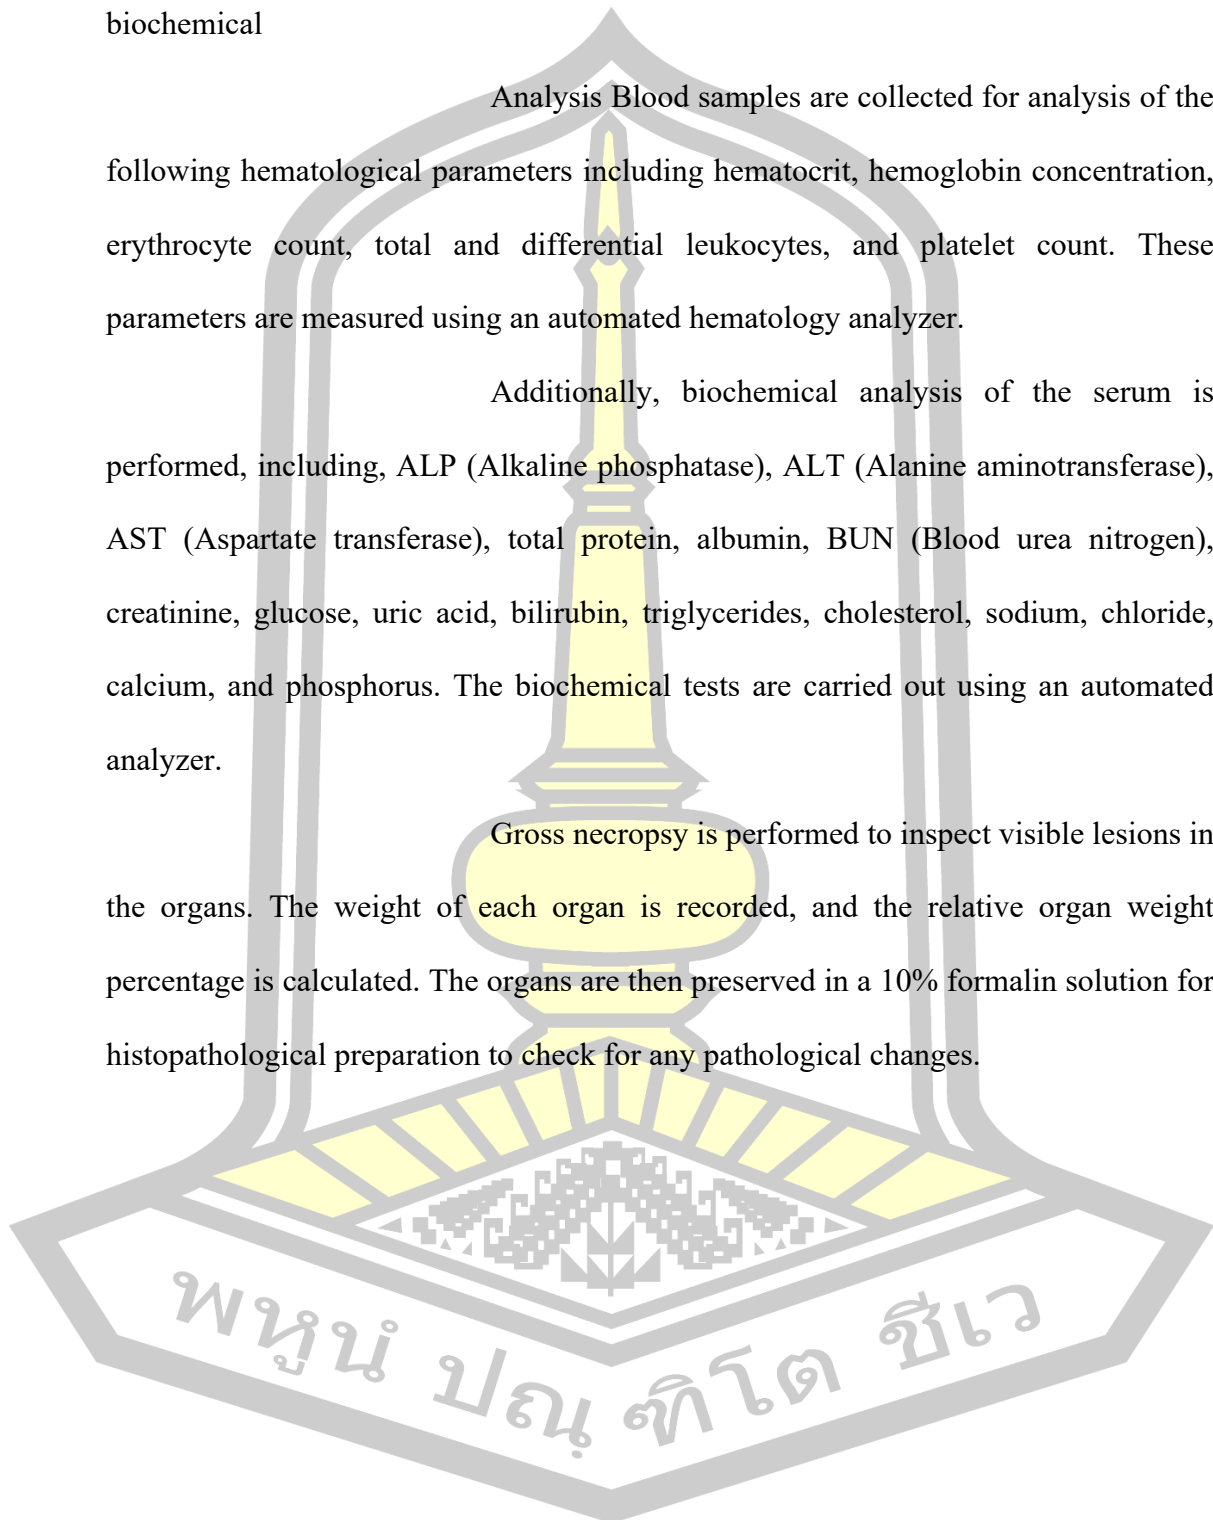 biochemical
Analysis Blood samples are collected for analysis of the
following hematological parameters including hematocrit, hemoglobin concentration,
erythrocyte count, total and differential leukocytes, and platelet count. These
parameters are measured using an automated hematology analyzer.
Additionally, biochemical analysis of the serum is
performed, including, ALP (Alkaline phosphatase), ALT (Alanine aminotransferase),
AST (Aspartate transferase), total protein, albumin, BUN (Blood urea nitrogen),
creatinine, glucose, uric acid, bilirubin, triglycerides, cholesterol, sodium, chloride,
calcium, and phosphorus. The biochemical tests are carried out using an automated
analyzer.
Gross necropsy is performed to inspect visible lesions in
the organs. The weight of each organ is recorded, and the relative organ weight
percentage is calculated. The organs are then preserved in a 10% formalin solution for
histopathological preparation to check for any pathological changes.
พหูนํ ปณฺ ฑิโต ชีเว